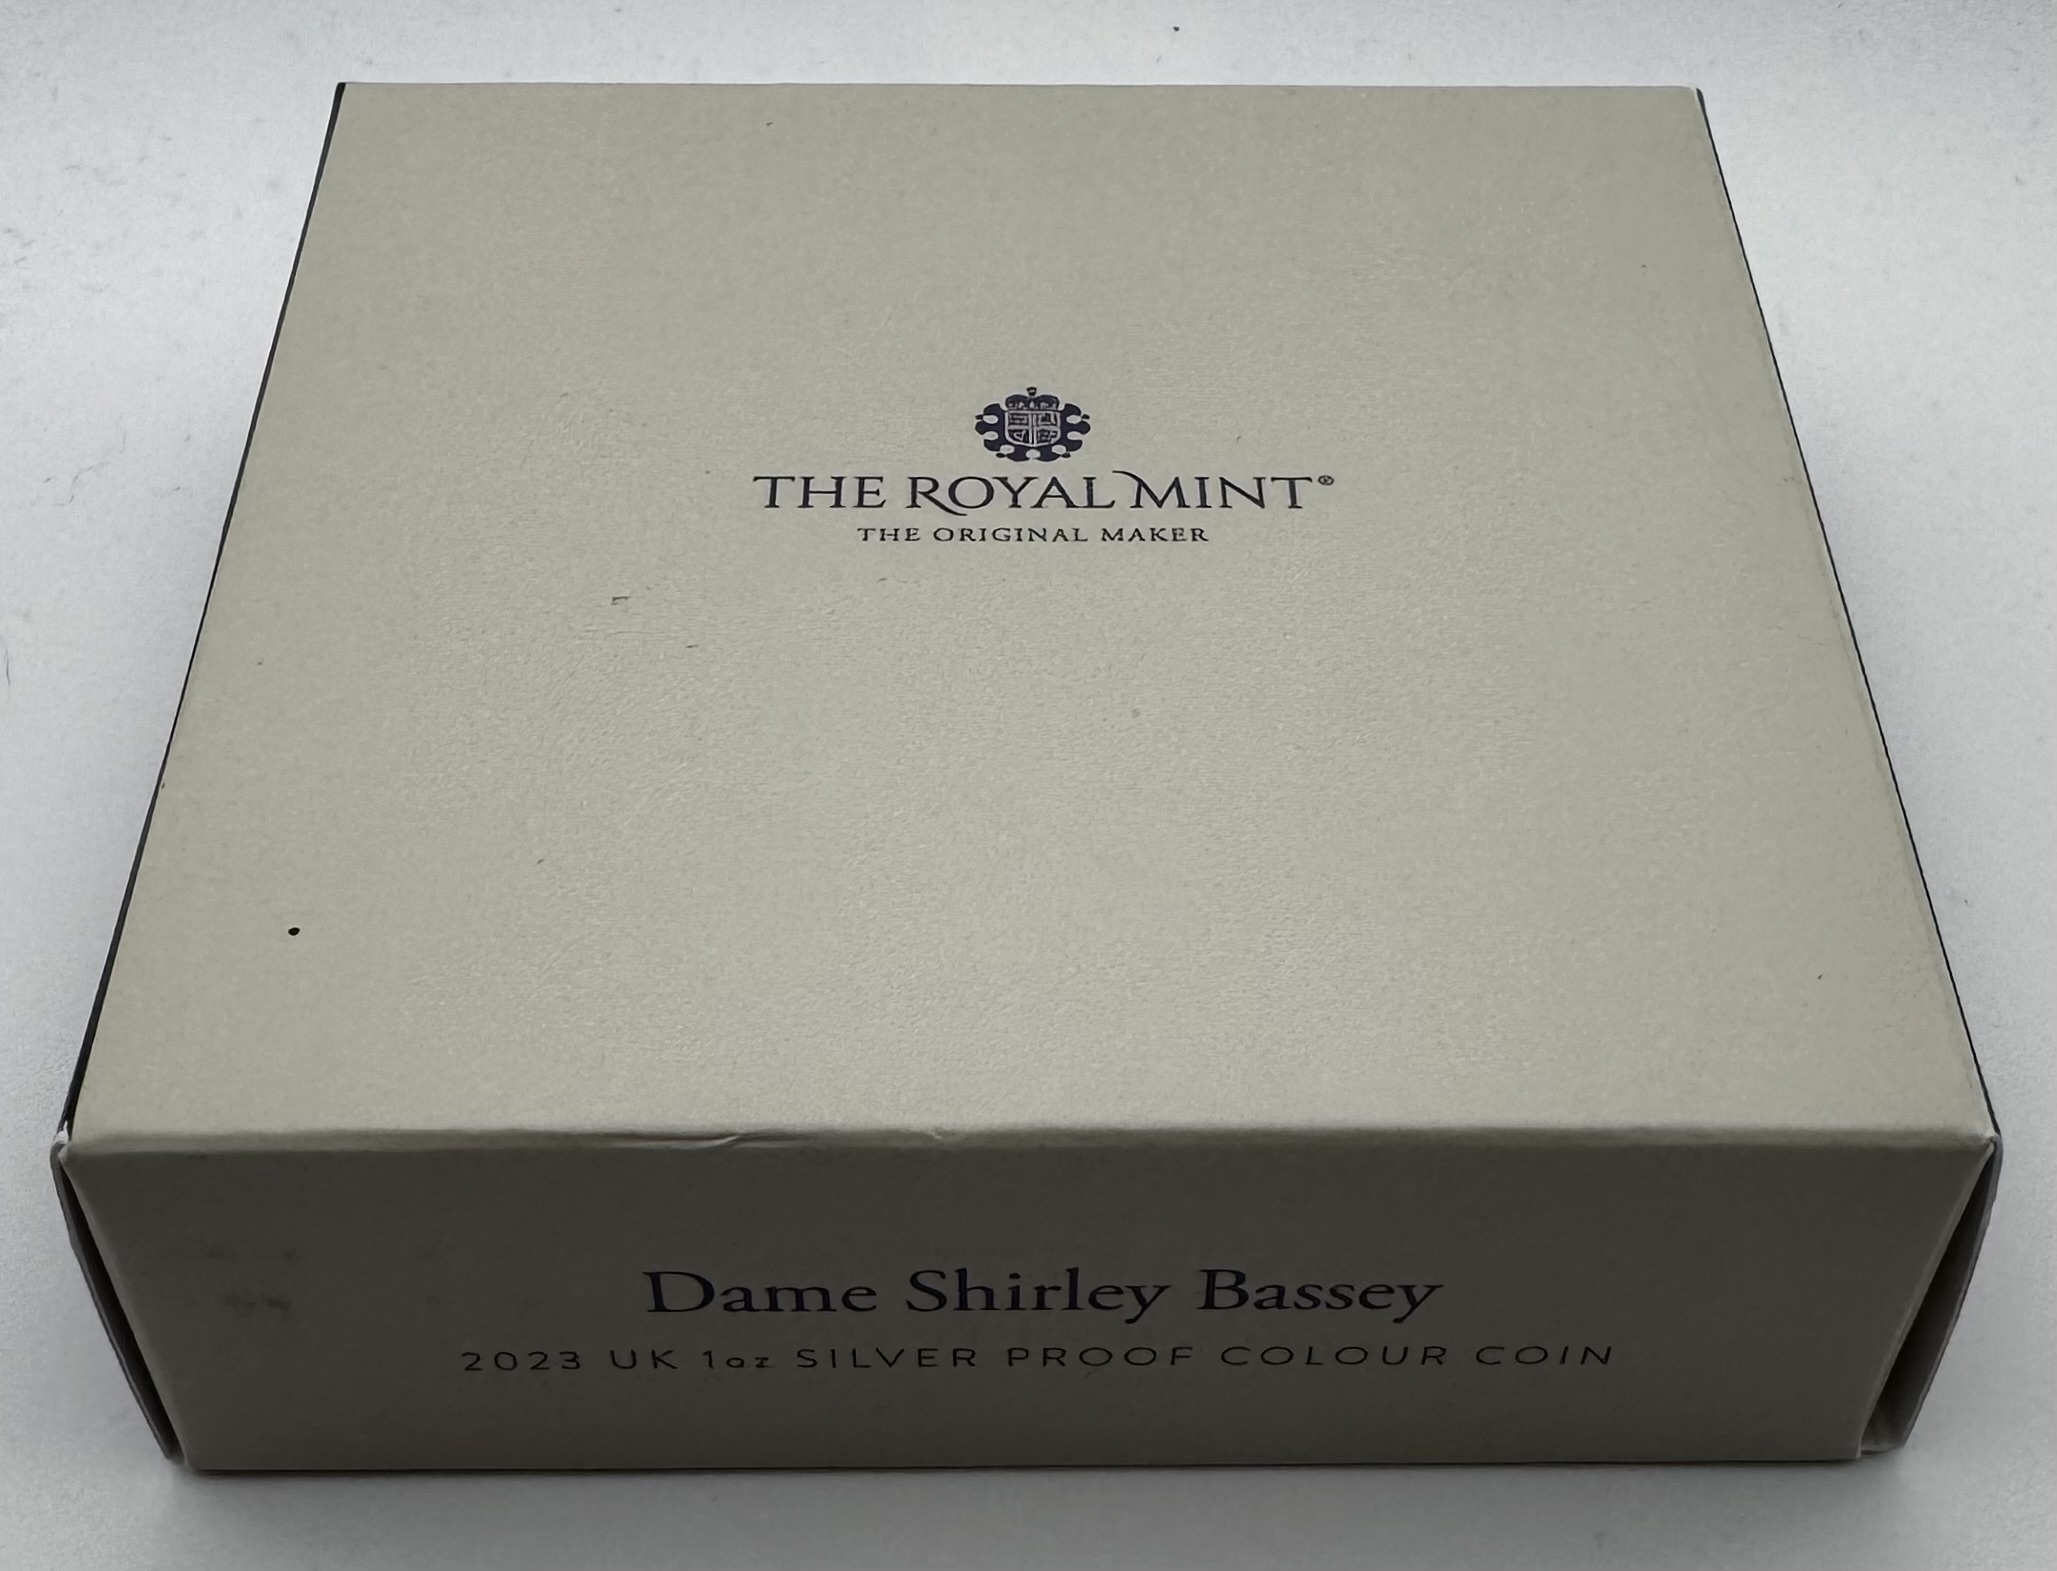 THE ROYAL MINT®
THE ORIGINAL MAKER
Dame Shirley Bassey
2023 UK 1oz SILVER PROOF COLOUR COIN